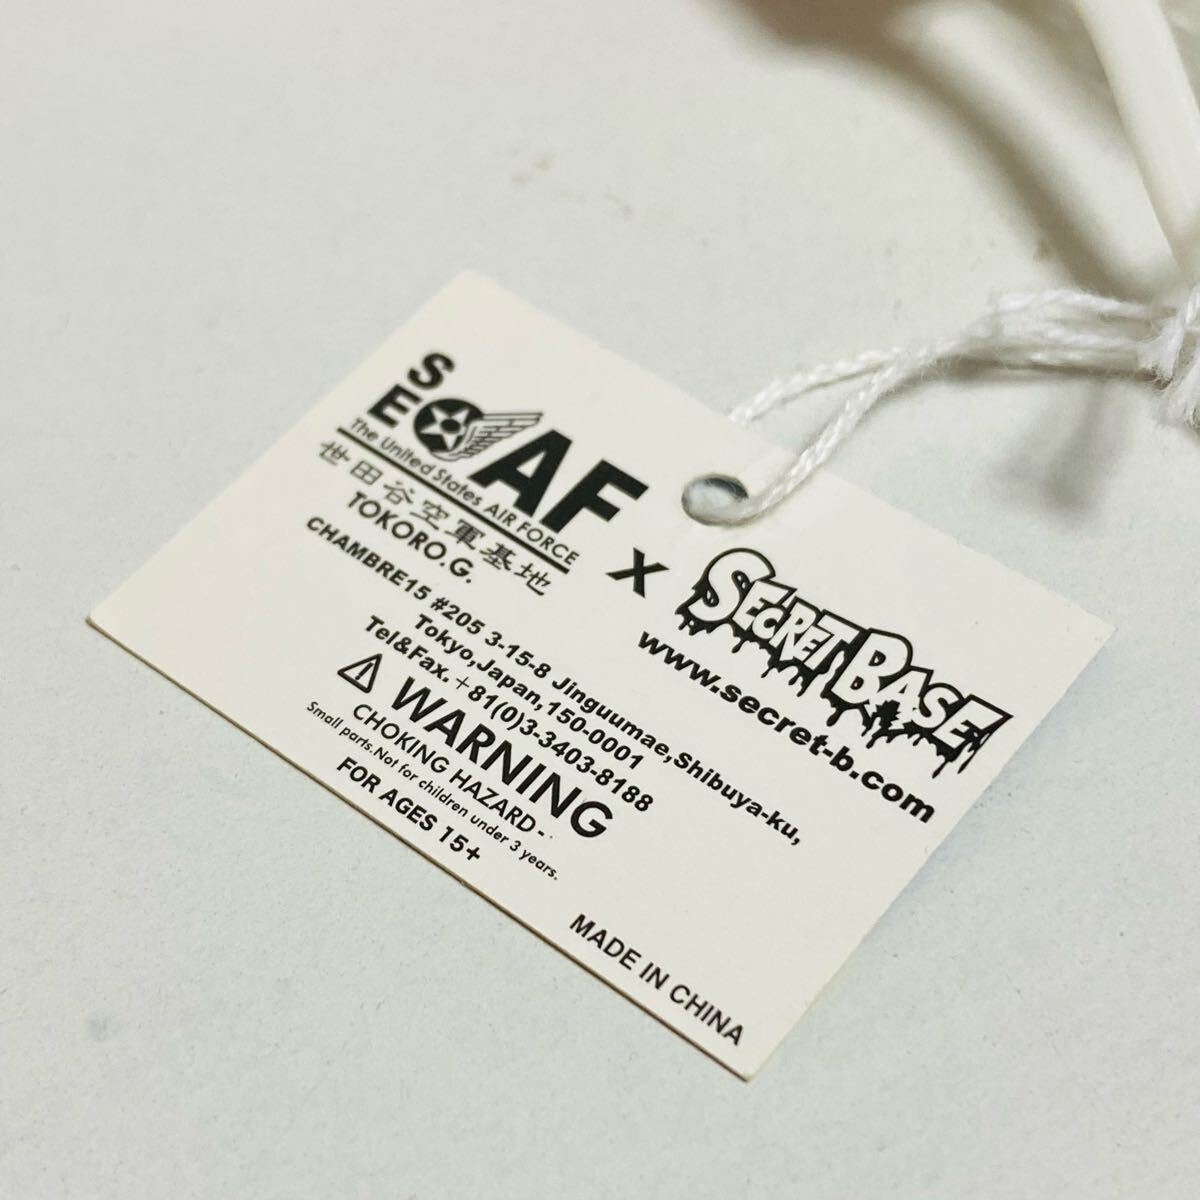 SE AF
The United States AIR FORCE
世田谷空軍基地
TOKORO.G.
x
SECRET BASE
www.secret-b.com
CHAMBRE15 #205 3-15-8 Jinguumae,Shibuya-ku,
Tokyo,Japan,150-0001
Tel&Fax.+81(0)3-3403-8188
⚠ WARNING
CHOKING HAZARD-
Small parts.Not for children under 3 years.
FOR AGES 15+
MADE IN CHINA